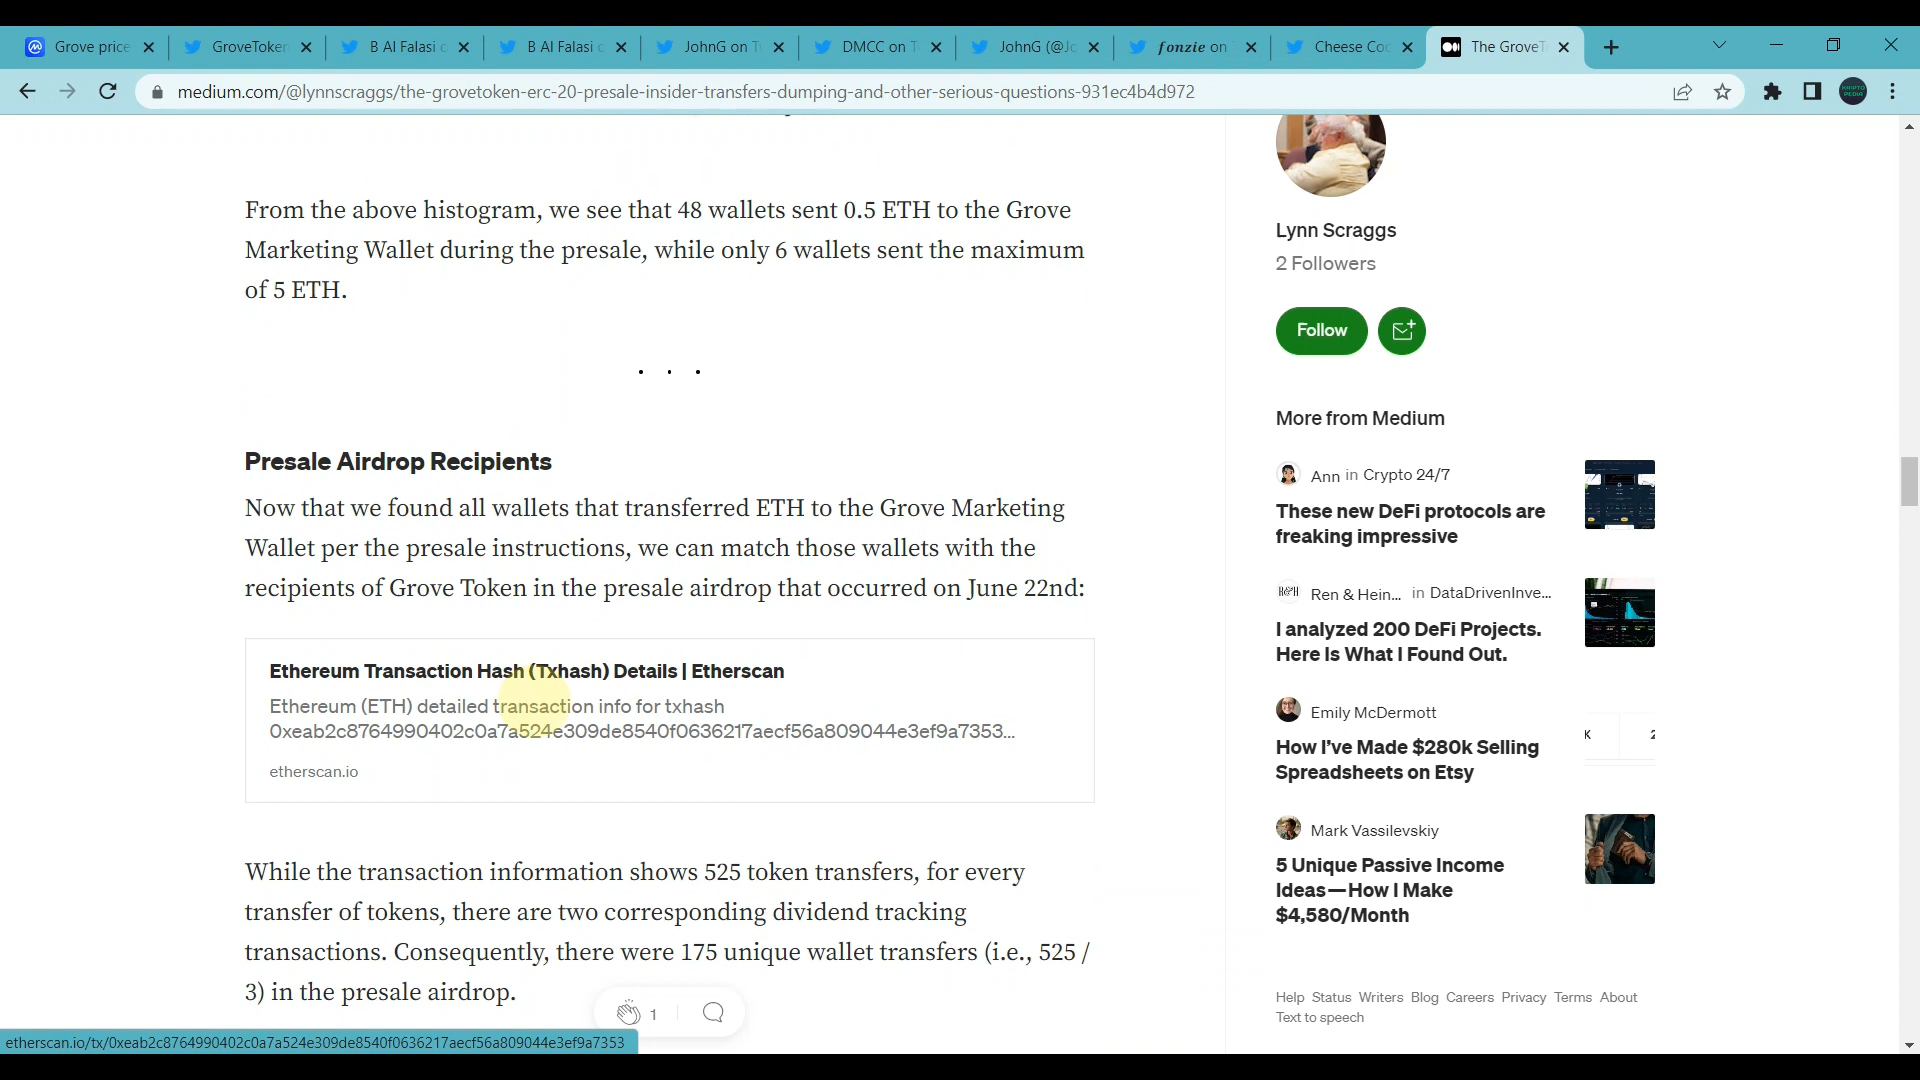 Grove price
GroveToken
B Al Falasi
B Al Falasi
JohnG on
DMCC on
JohnG
fonzie on
Cheese
The GroveT
medium.com/@lynnscraggs/the-grovetoken-erc-20-presale-insider-transfers-dumping-and-other-serious-questions-931ec4b4d972
From the above histogram, we see that 48 wallets sent 0.5 ETH to the Grove
Marketing Wallet during the presale, while only 6 wallets sent the maximum
of 5 ETH.
. . .
Presale Airdrop Recipients
Now that we found all wallets that transferred ETH to the Grove Marketing
Wallet per the presale instructions, we can match those wallets with the
recipients of Grove Token in the presale airdrop that occurred on June 22nd:
Ethereum Transaction Hash (Txhash) Details | Etherscan
Ethereum (ETH) detailed transaction info for txhash
0xeab2c8764990402c0a7a524e309de8540f0636217aecf56a809044e3ef9a7353...
etherscan.io
While the transaction information shows 525 token transfers, for every
transfer of tokens, there are two corresponding dividend tracking
transactions. Consequently, there were 175 unique wallet transfers (i.e., 525 /
3) in the presale airdrop.
1
etherscan.io/tx/0xeab2c8764990402c0a7a524e309de8540f0636217aecf56a809044e3ef9a7353
Lynn Scraggs
2 Followers
Follow
More from Medium
Ann in Crypto 24/7
These new DeFi protocols are
freaking impressive
Ren & Hein... in DataDrivenInve...
I analyzed 200 DeFi Projects.
Here Is What I Found Out.
Emily McDermott
How I've Made $280k Selling
Spreadsheets on Etsy
Mark Vassilevskiy
5 Unique Passive Income
Ideas — How I Make
$4,580/Month
Help Status Writers Blog Careers Privacy Terms About
Text to speech